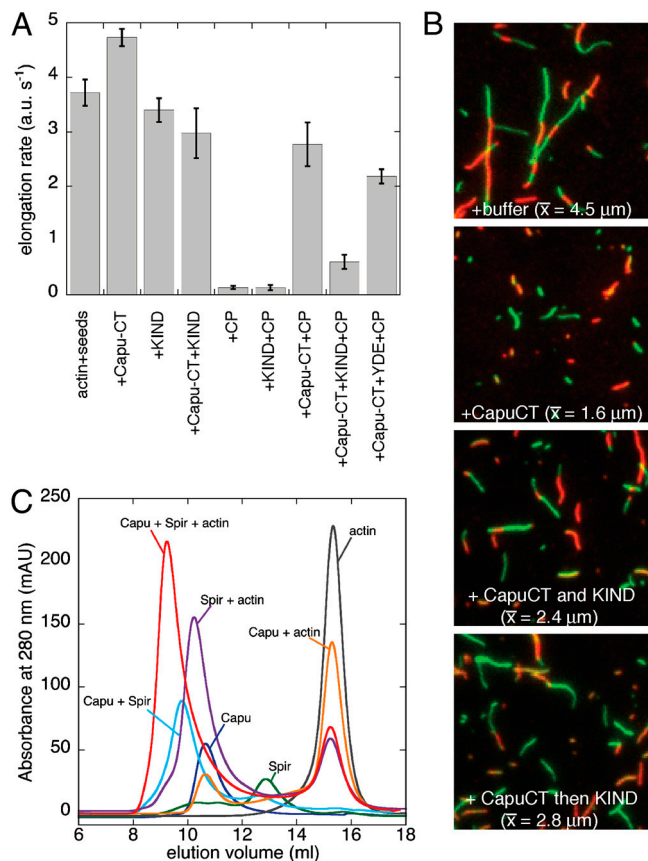 A
elongation rate (a.u. s⁻¹)
5
4
3
2
1
0
actin+seeds
+Capu-CT
+KIND
+Capu-CT+KIND
+CP
+KIND+CP
+Capu-CT+CP
+Capu-CT+KIND+CP
+Capu-CT+YDE+CP
B
+buffer (x̅ = 4.5 µm)
+CapuCT (x̅ = 1.6 µm)
+ CapuCT and KIND
(x̅ = 2.4 µm)
+ CapuCT then KIND
(x̅ = 2.8 µm)
C
Absorbance at 280 nm (mAU)
250
200
150
100
50
0
Capu + Spir + actin
actin
Spir + actin
Capu + actin
Capu + Spir
Capu
Spir
6 8 10 12 14 16 18
elution volume (ml)